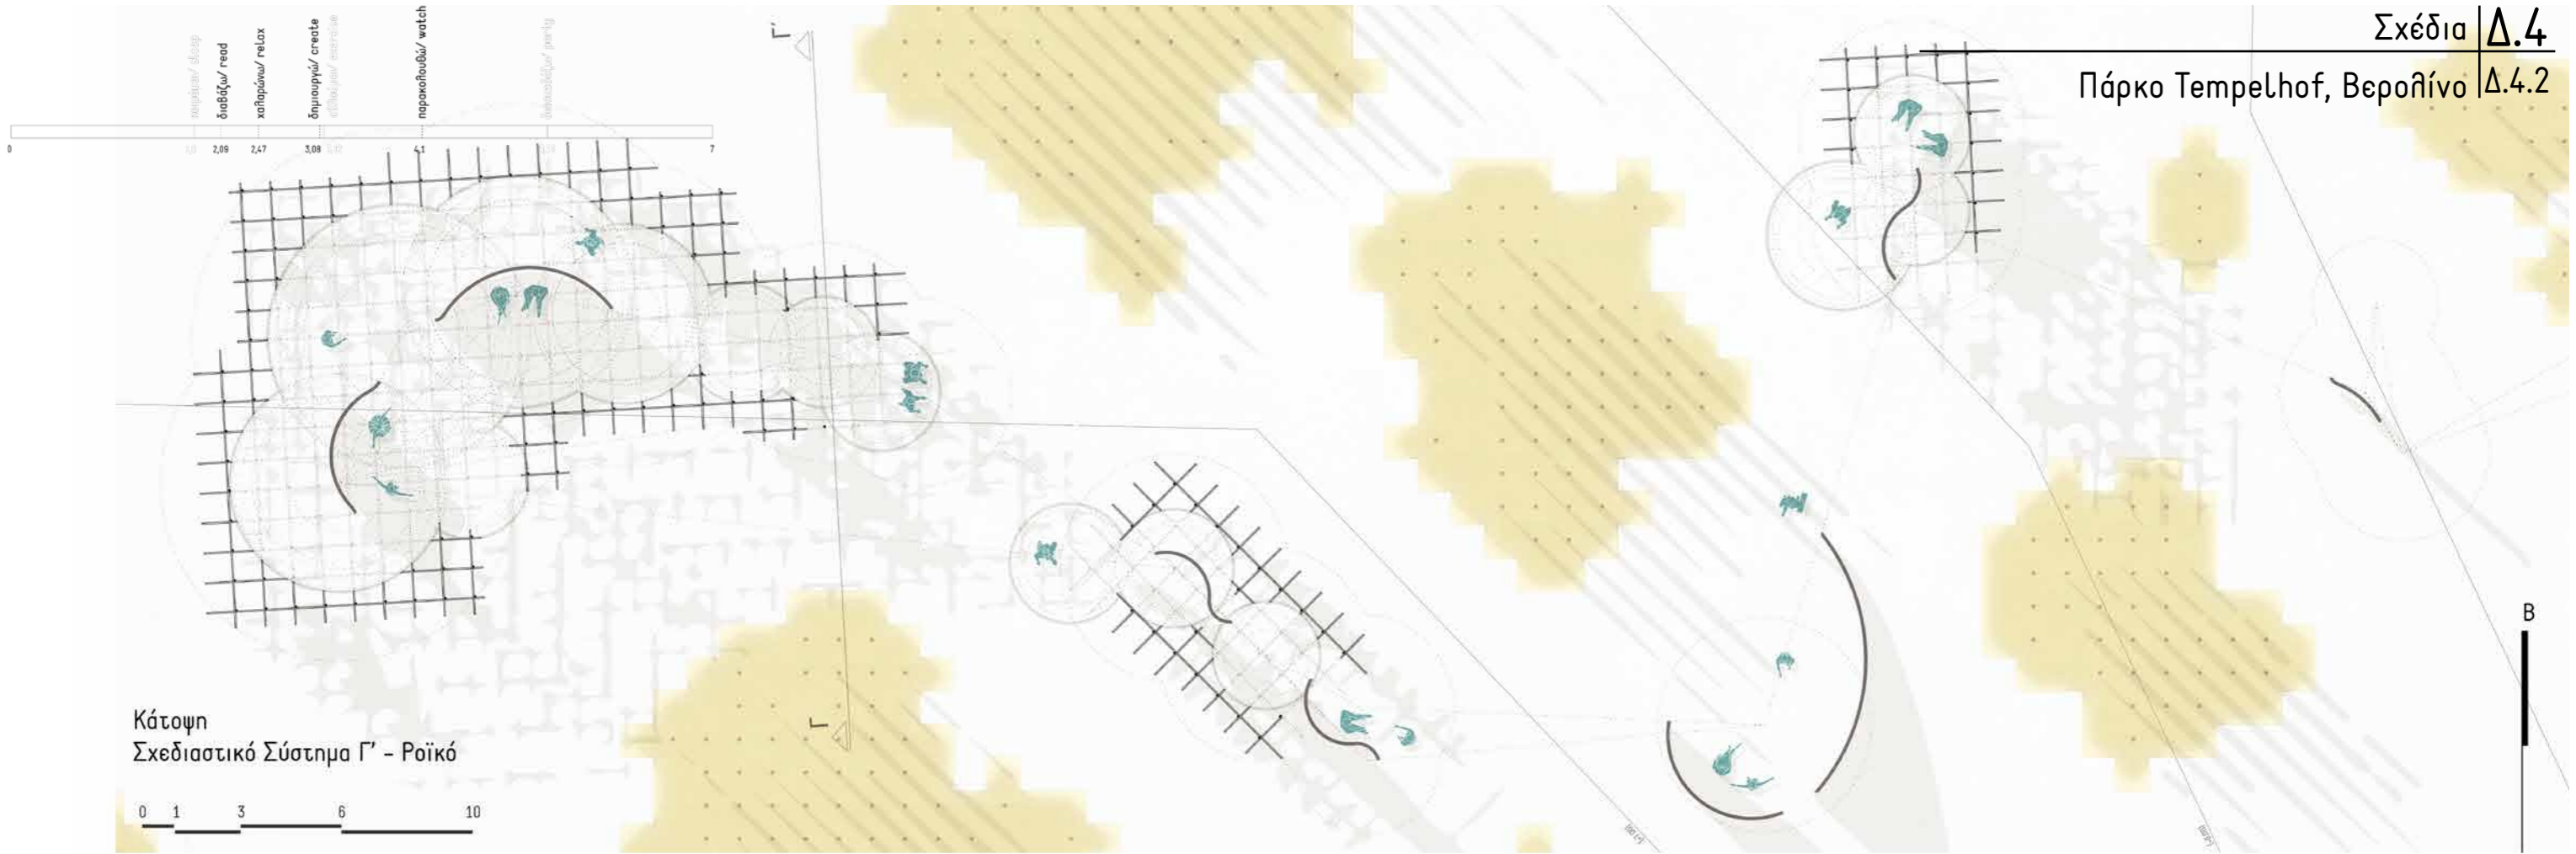 Σχέδια Δ.4
Πάρκο Tempelhof, Βερολίνο Δ.4.2
διαβάζω/ read
χαλαρώνω/ relax
δημιουργώ/ create
παρακολουθώ/ watch
0 2,09 2,47 3,08 4,1 7
Γ'
Γ
Β
Κάτοψη
Σχεδιαστικό Σύστημα Γ' - Ροϊκό
0 1 3 6 10